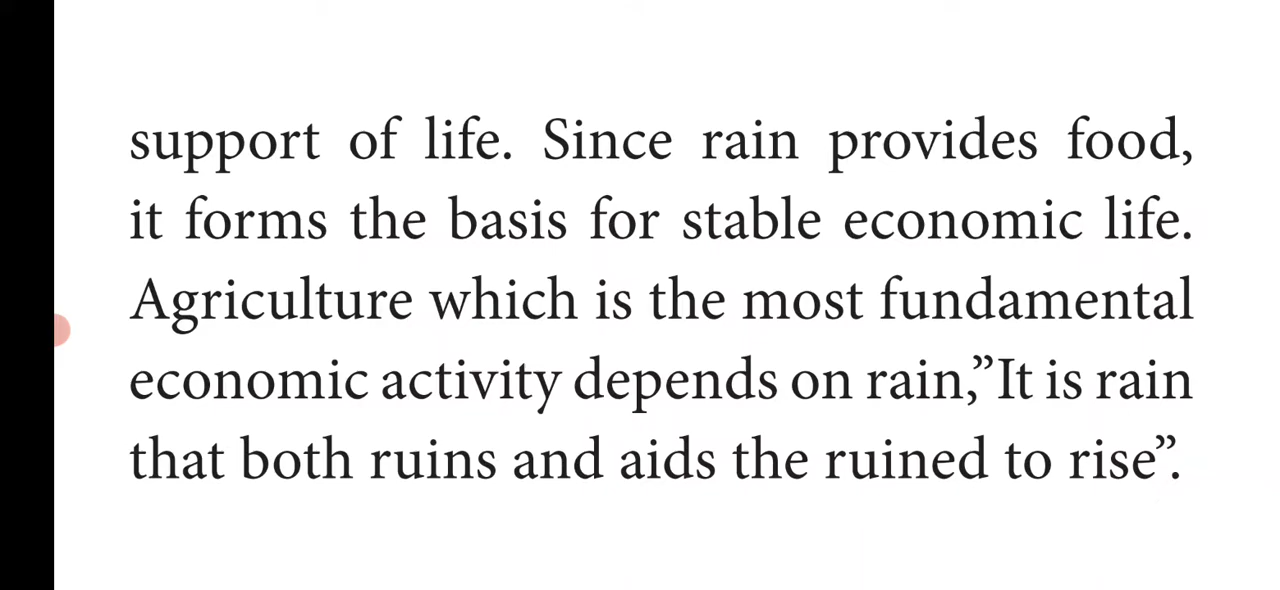 support of life. Since rain provides food,
it forms the basis for stable economic life.
Agriculture which is the most fundamental
economic activity depends on rain,”It is rain
that both ruins and aids the ruined to rise”.